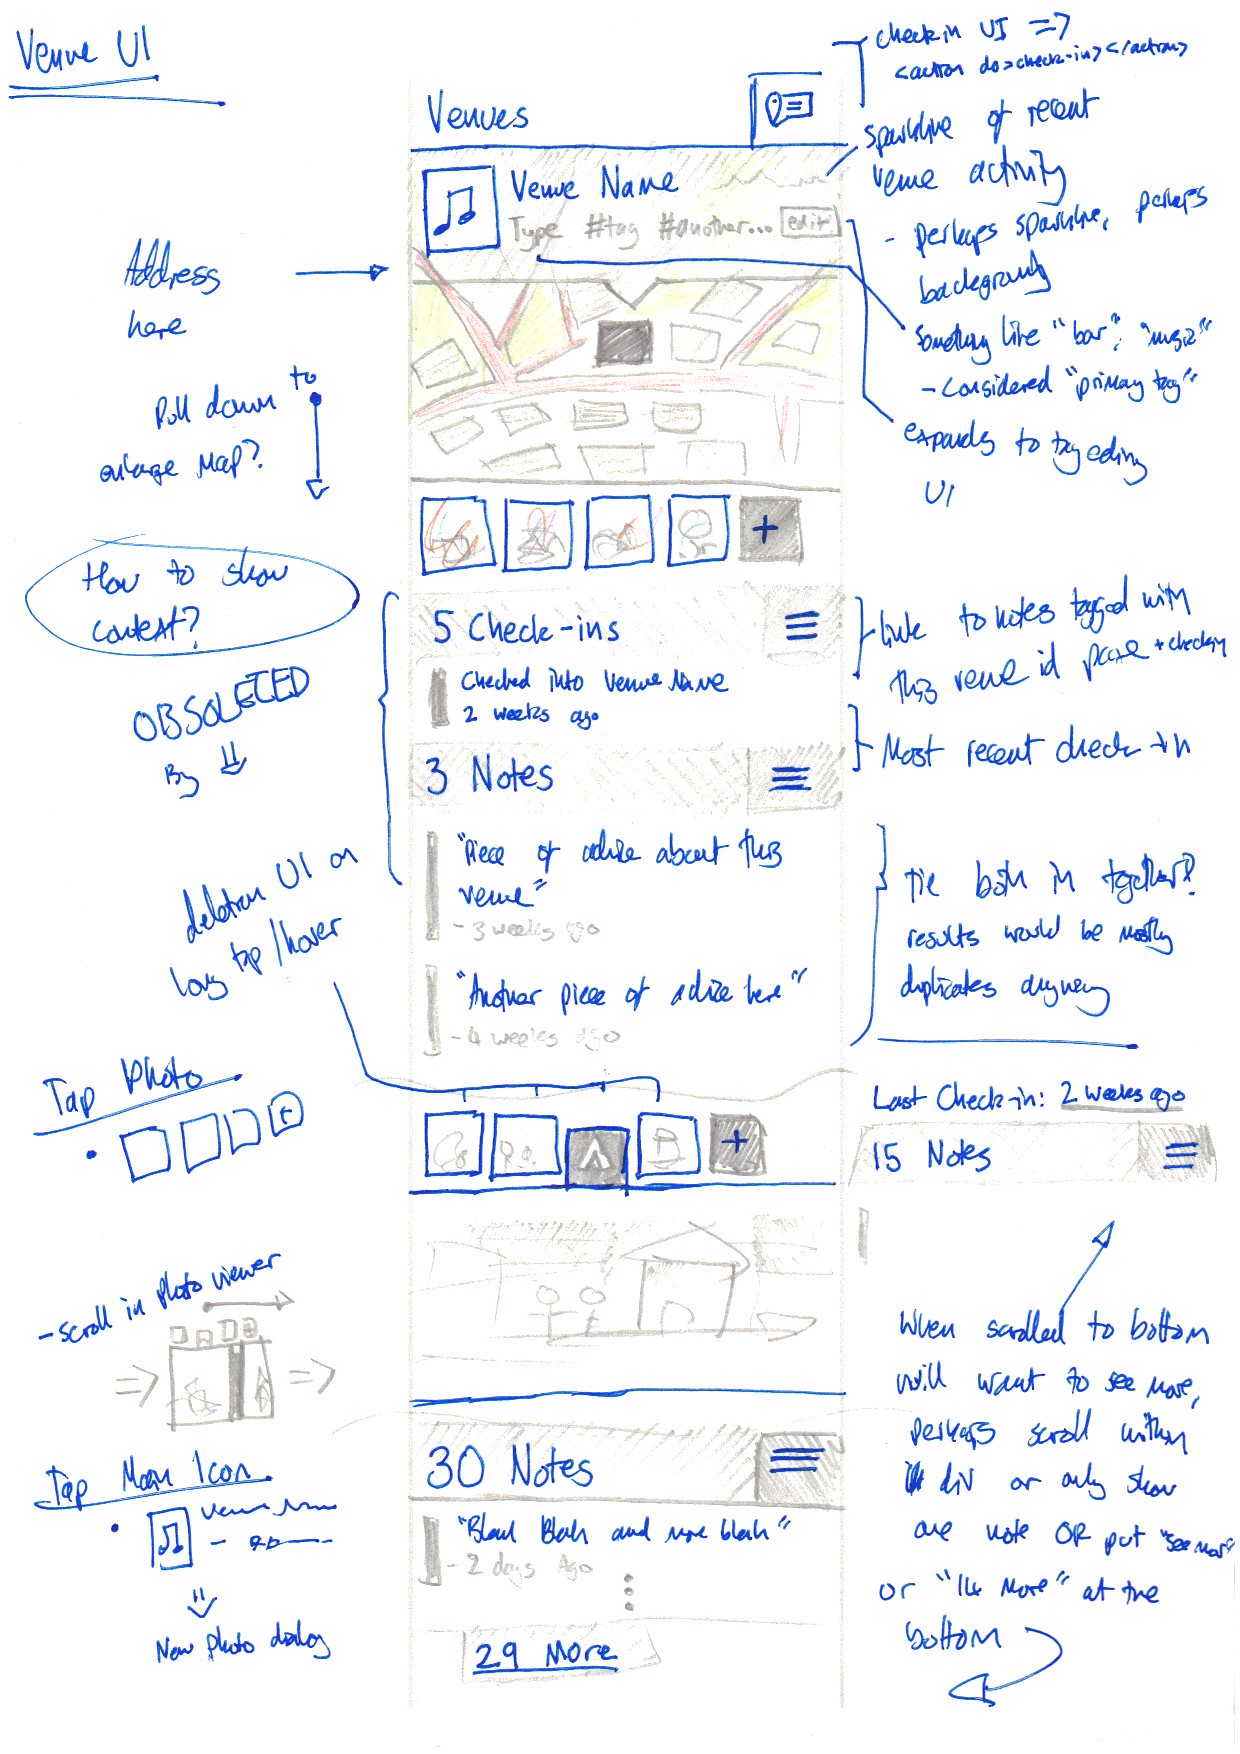 Venue UI
checkin UI =>
<action do=check-in></action>
Venues
Sparkline of recent
venue activity
- perhaps sparkline, perhaps
background
Venue Name
Type #tag #another... edit
Address
here
Something like "bar",
- Considered "primary tag"
expands to tag editing
UI
Pull down to
enlarge Map?
+
How to show
context?
OBSOLETED
By
5 Check-ins
Checked into Venue Name
2 weeks ago
link to notes tagged with
this venue id +checkin
Most recent check-in
3 Notes
"Piece of advice about this
venue"
- 3 weeks ago
"Another piece of advice here"
- 4 weeks ago
tie both in together?
results would be mostly
duplicates anyway
deletion UI on
long tap/hover
Tap Photo
+
+
Last Check-in: 2 weeks ago
15 Notes
- scroll in photo viewer
When scrolled to bottom
will want to see more,
perhaps scroll within
div or only show
one note OR put "see more"
or "14 More" at the
bottom
30 Notes
"Blah Blah and more blah"
- 2 days Ago
29 More
Tap Main Icon
Venue Name
New photo dialog